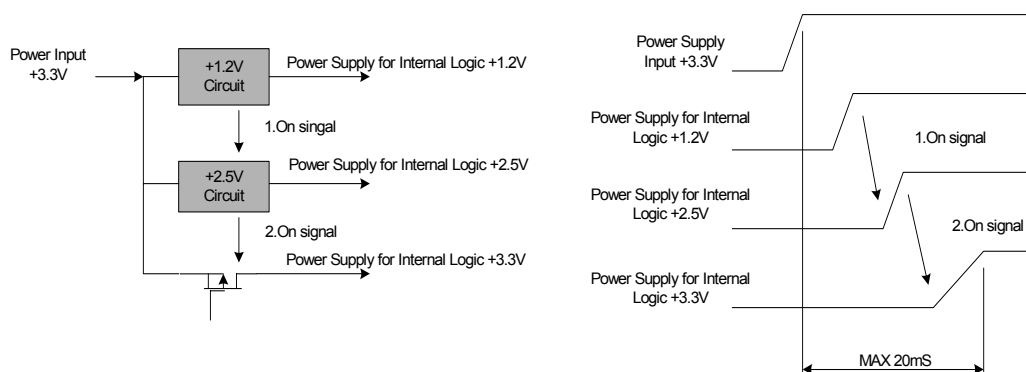 Power Input
+3.3V
+1.2V
Circuit
Power Supply for Internal Logic +1.2V
1.On singal
+2.5V
Circuit
Power Supply for Internal Logic +2.5V
2.On signal
Power Supply for Internal Logic +3.3V
Power Supply
Input +3.3V
Power Supply for Internal
Logic +1.2V
1.On signal
Power Supply for Internal
Logic +2.5V
2.On signal
Power Supply for Internal
Logic +3.3V
MAX 20mS